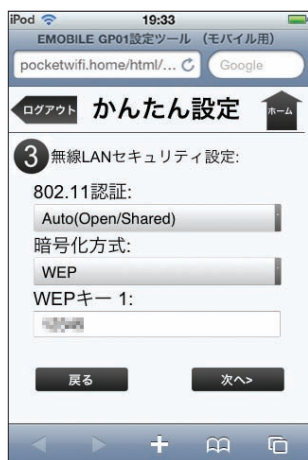 iPod 19:33
EMOBILE GP01設定ツール （モバイル用）
pocketwifi.home/html/... Google
ログアウト かんたん設定 ホーム
3 無線LANセキュリティ設定:
802.11認証:
Auto(Open/Shared)
暗号化方式:
WEP
WEPキー 1:
戻る 次へ>